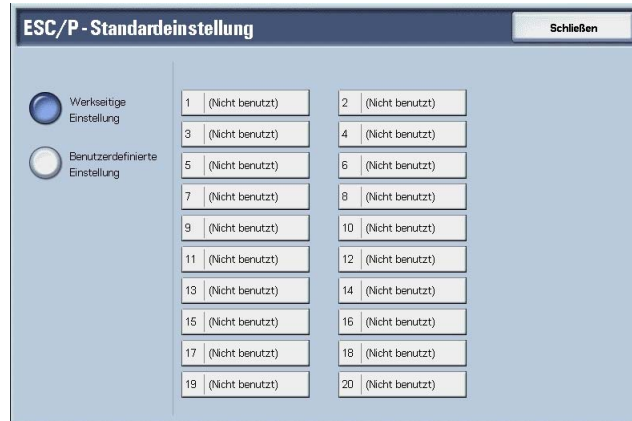 ESC/P - Standardeinstellung
Schließen
Werkseitige
Einstellung
Benutzerdefinierte
Einstellung
1 (Nicht benutzt)
2 (Nicht benutzt)
3 (Nicht benutzt)
4 (Nicht benutzt)
5 (Nicht benutzt)
6 (Nicht benutzt)
7 (Nicht benutzt)
8 (Nicht benutzt)
9 (Nicht benutzt)
10 (Nicht benutzt)
11 (Nicht benutzt)
12 (Nicht benutzt)
13 (Nicht benutzt)
14 (Nicht benutzt)
15 (Nicht benutzt)
16 (Nicht benutzt)
17 (Nicht benutzt)
18 (Nicht benutzt)
19 (Nicht benutzt)
20 (Nicht benutzt)